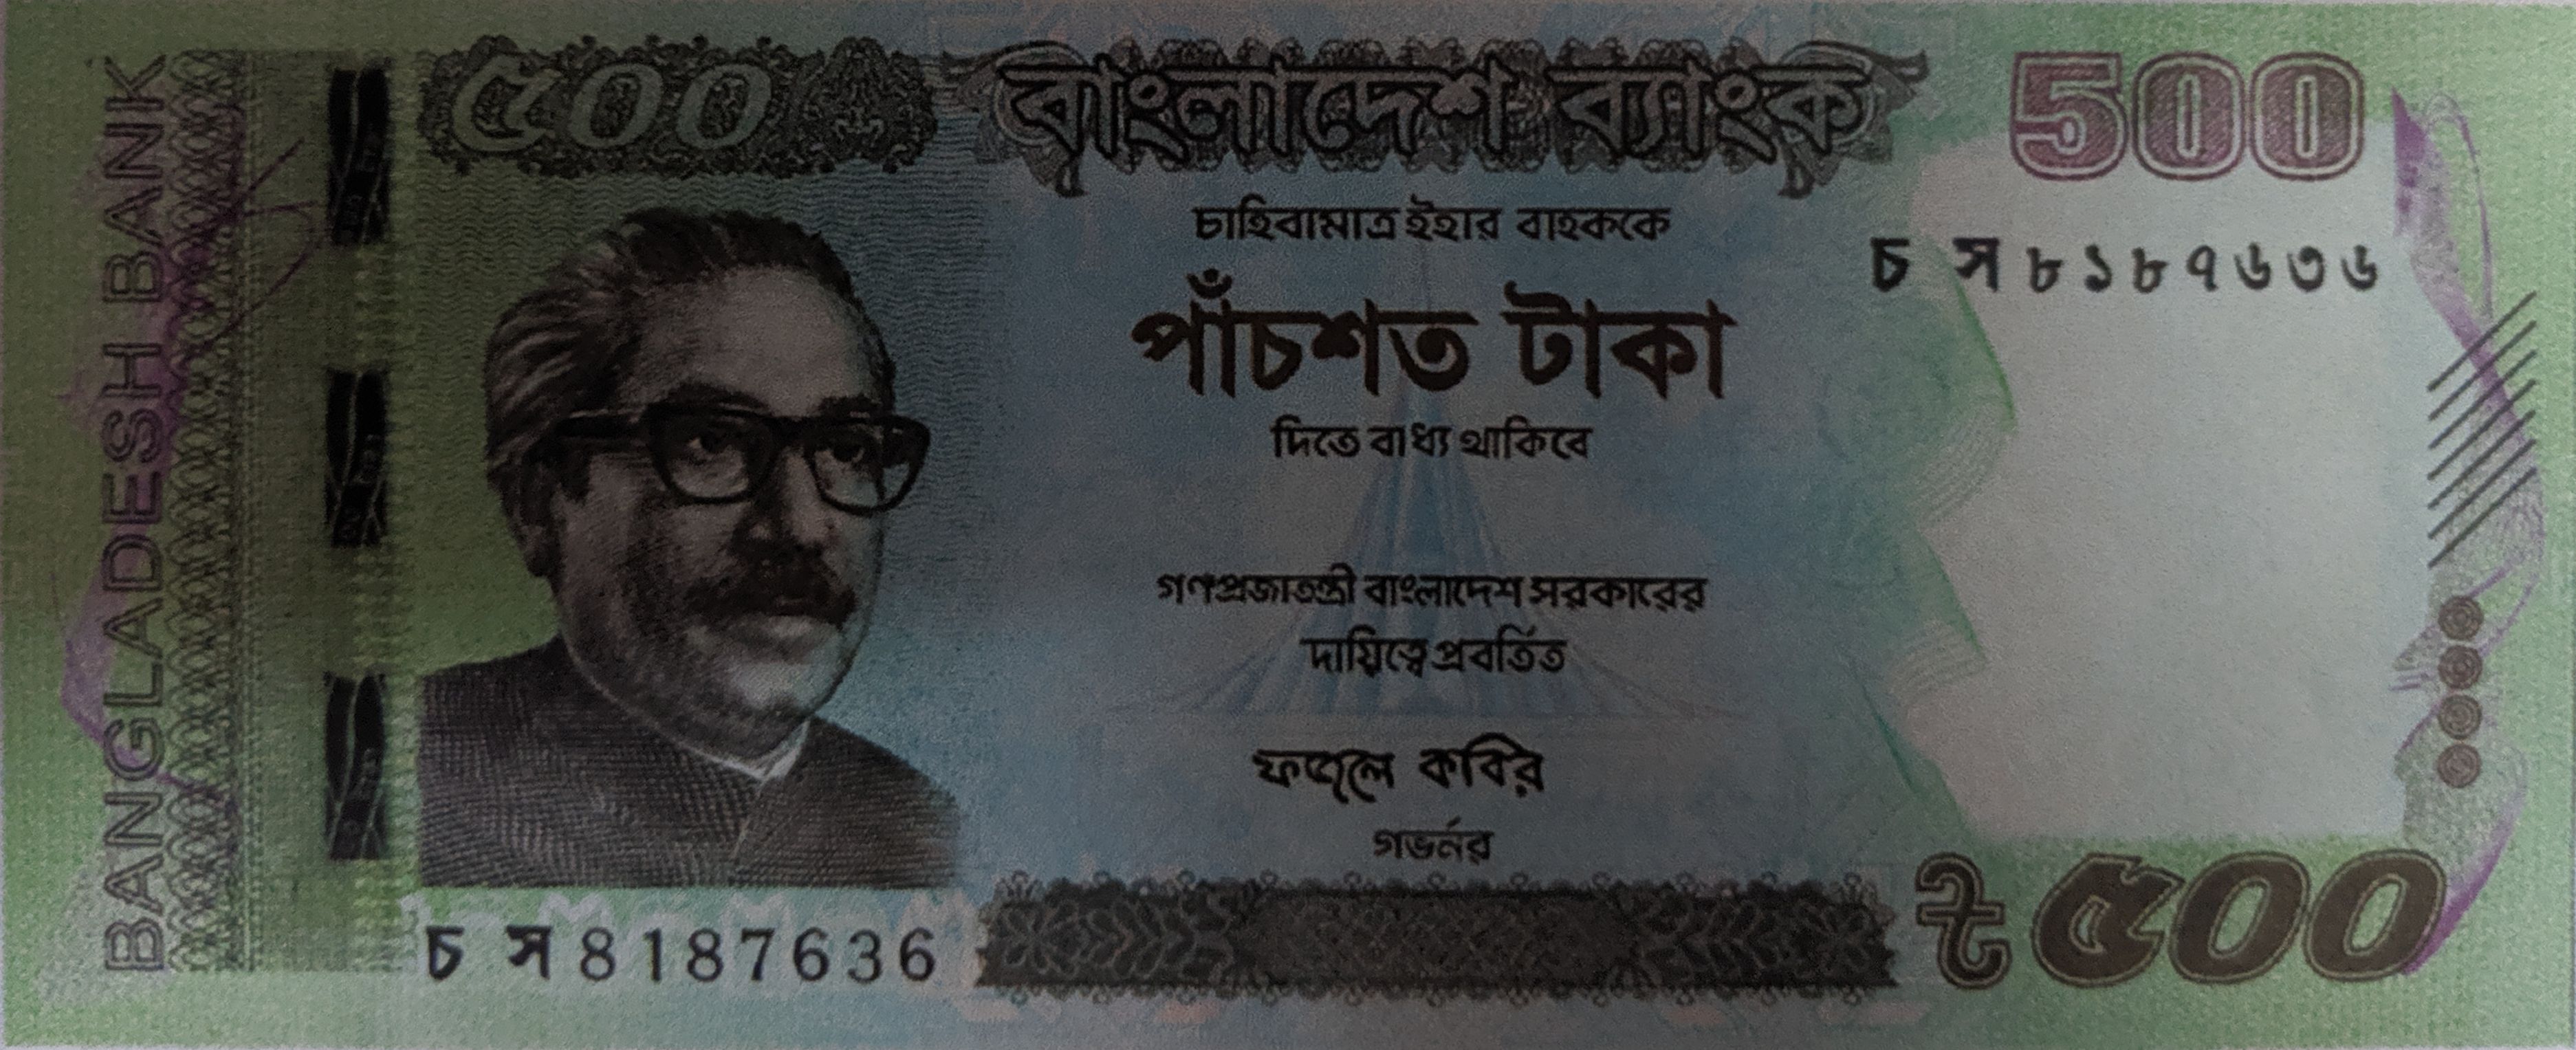 BANGLADESH BANK
৫০০
বাংলাদেশ ব্যাংক
500
চাহিবামাত্র ইহার বাহককে
চ স ৮১৮৭৬৩৬
পাঁচশত টাকা
দিতে বাধ্য থাকিবে
গণপ্রজাতন্ত্রী বাংলাদেশ সরকারের
দায়িত্বে প্রবর্তিত
ফজলে কবির
গভর্নর
চ স 8187636
৳ ৫০০